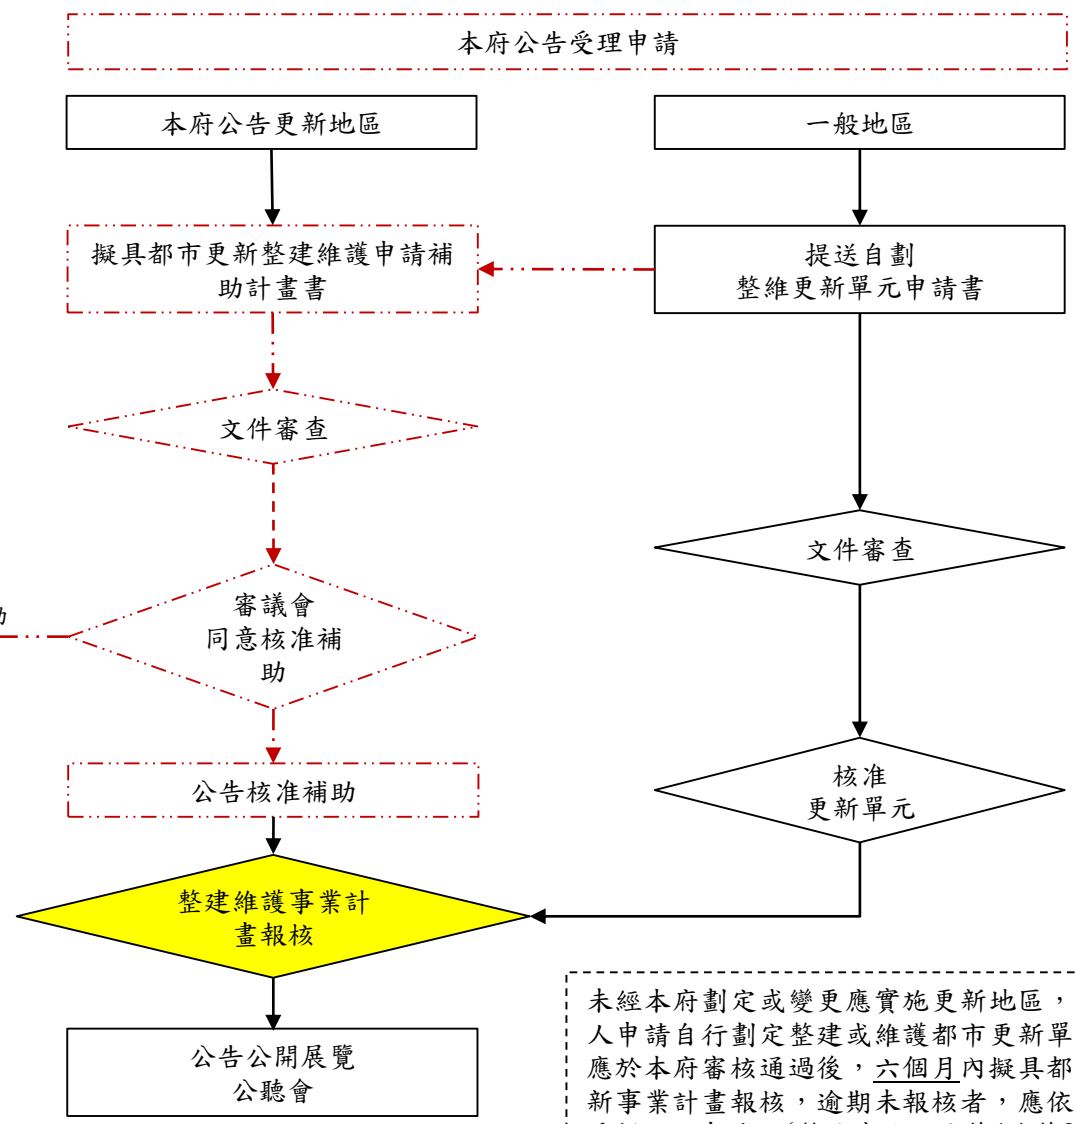 本府公告受理申請
本府公告更新地區
一般地區
擬具都市更新整建維護申請補
助計畫書
提送自劃
整維更新單元申請書
文件審查
文件審查
審議會
同意核准補
助
公告核准補助
核准
更新單元
整建維護事業計
畫報核
公告公開展覽
公聽會
未經本府劃定或變更應實施更新地區，
人申請自行劃定整建或維護都市更新單
應於本府審核通過後，六個月內擬具都
新事業計畫報核，逾期未報核者，應依